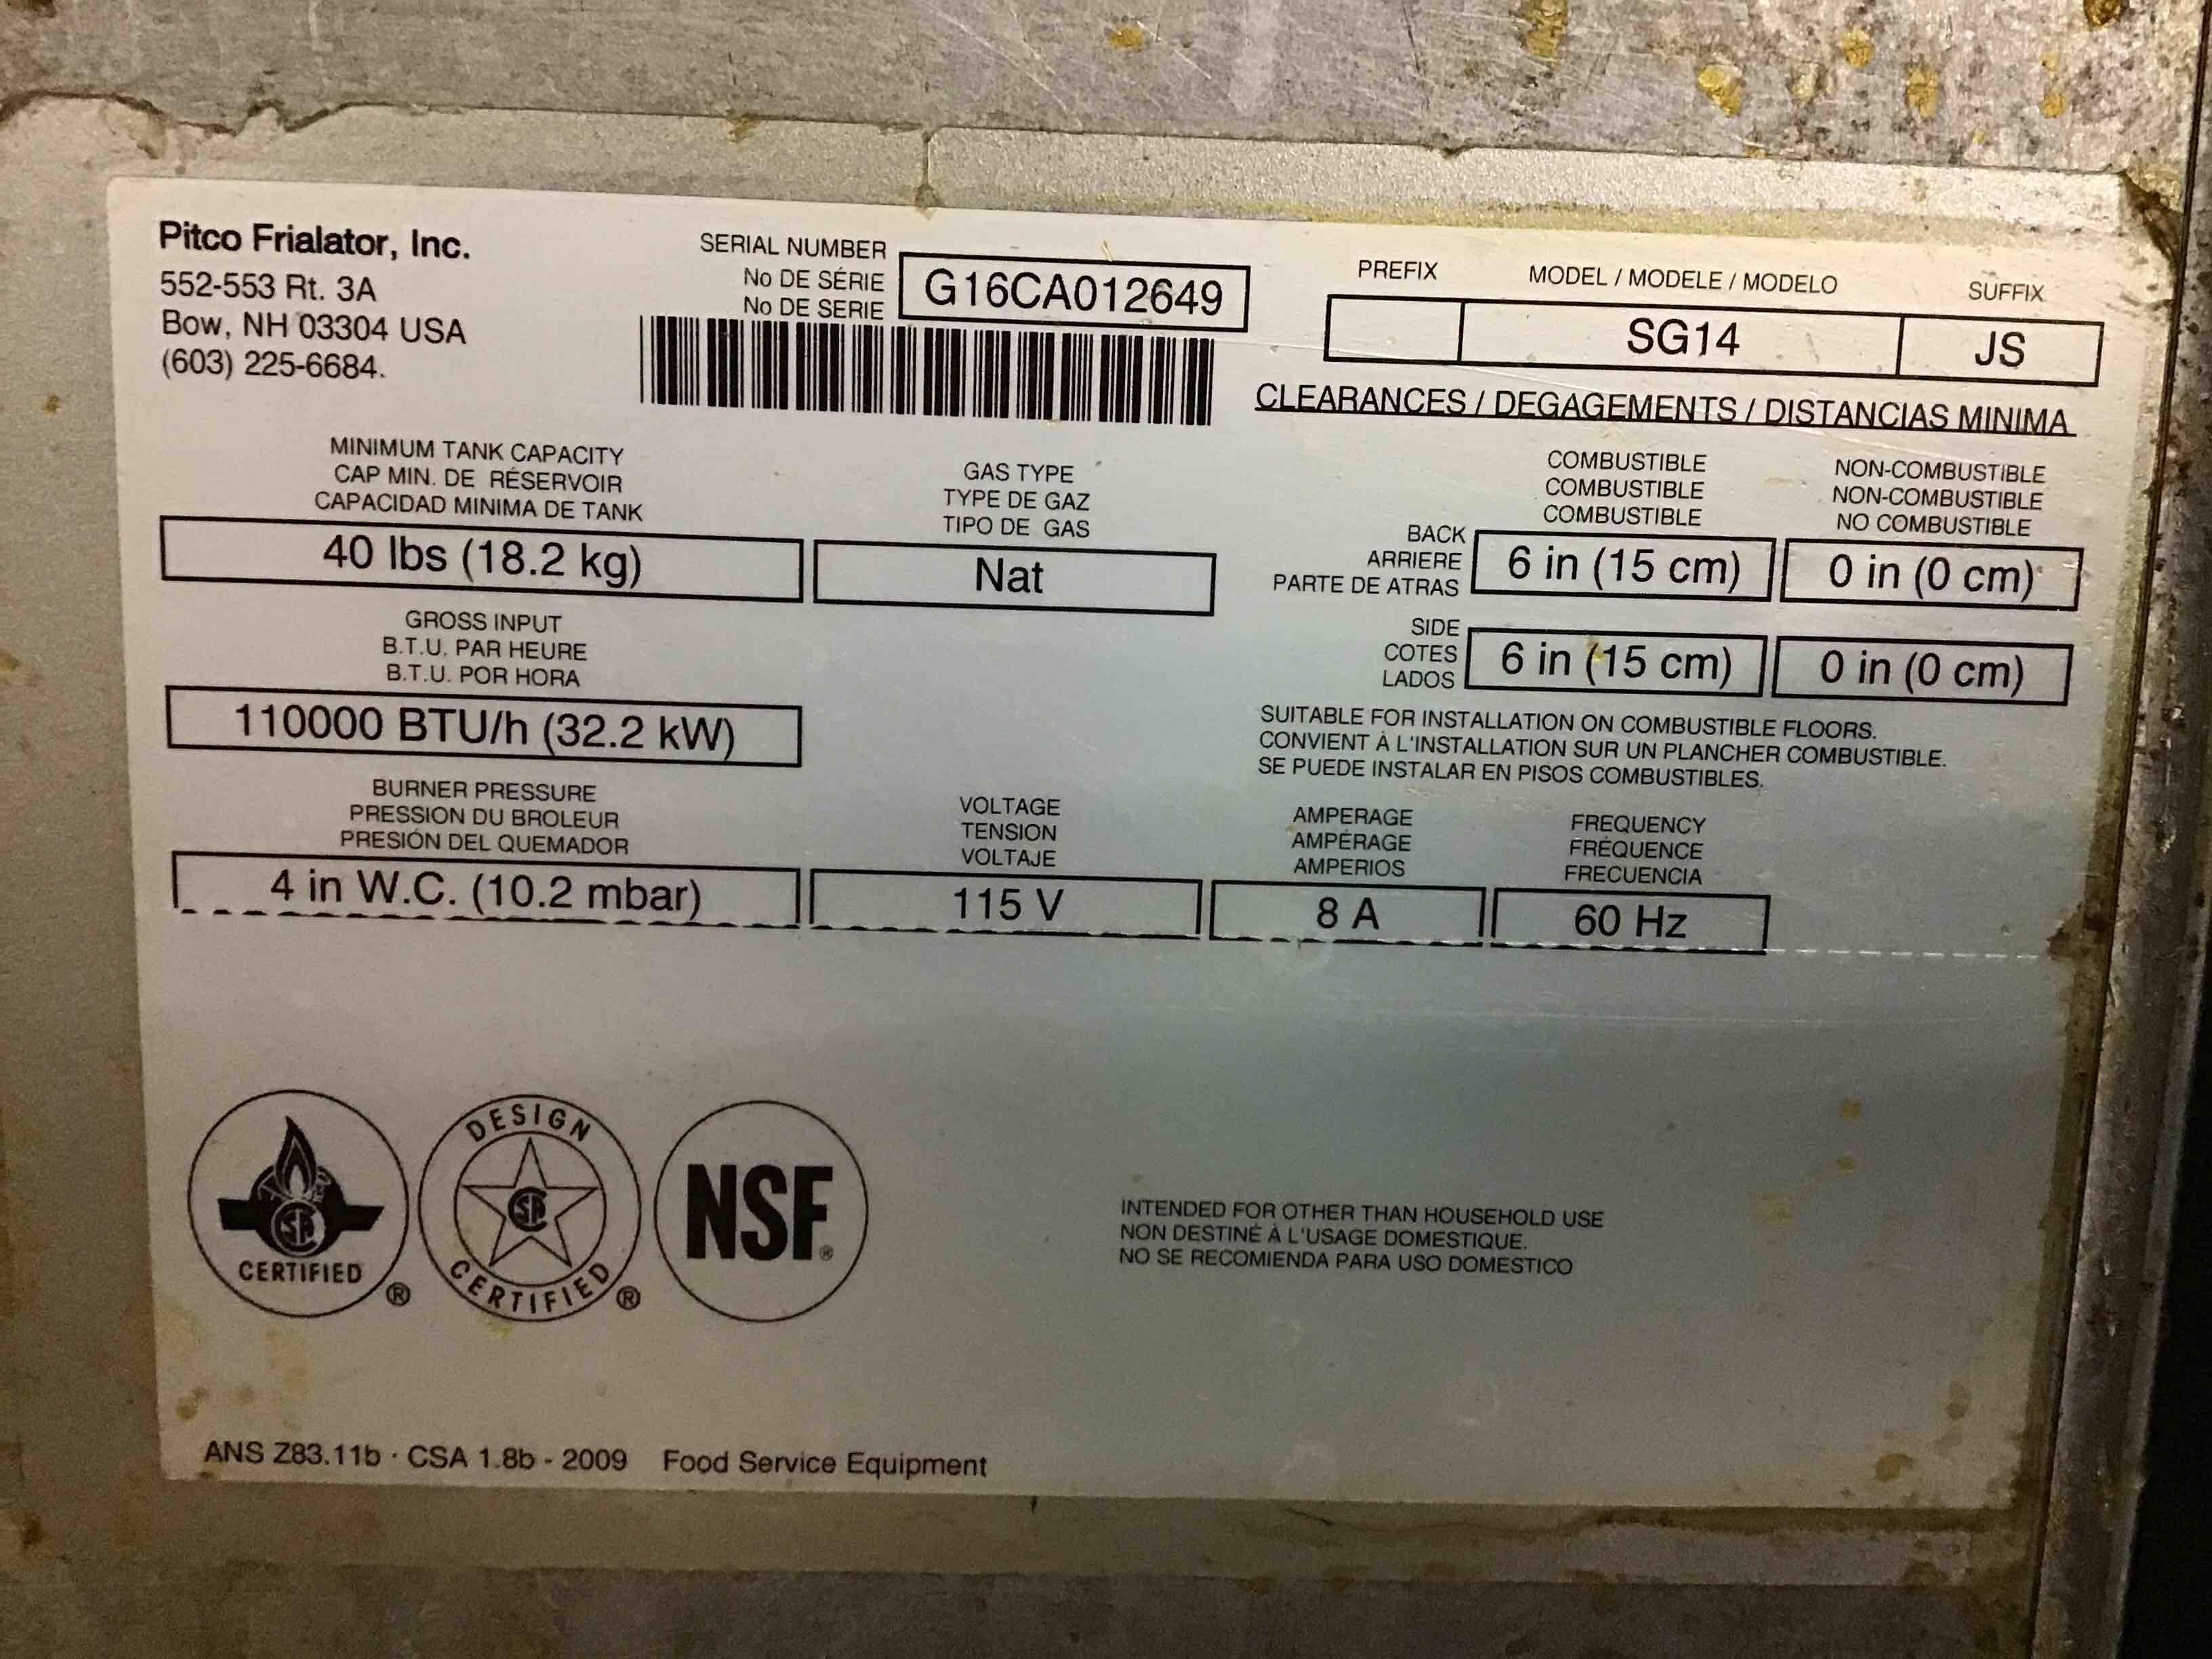 Pitco Frialator, Inc.
552-553 Rt. 3A
Bow, NH 03304 USA
(603) 225-6684.
SERIAL NUMBER
No DE SÉRIE
No DE SERIE
G16CA012649
PREFIX
MODEL / MODELE / MODELO
SUFFIX
SG14
JS
CLEARANCES / DEGAGEMENTS / DISTANCIAS MINIMA
MINIMUM TANK CAPACITY
CAP MIN. DE RÉSERVOIR
CAPACIDAD MINIMA DE TANK
40 lbs (18.2 kg)
GAS TYPE
TYPE DE GAZ
TIPO DE GAS
Nat
COMBUSTIBLE
COMBUSTIBLE
COMBUSTIBLE
NON-COMBUSTIBLE
NON-COMBUSTIBLE
NO COMBUSTIBLE
BACK
ARRIERE
PARTE DE ATRAS
6 in (15 cm)
0 in (0 cm)
SIDE
COTES
LADOS
6 in (15 cm)
0 in (0 cm)
GROSS INPUT
B.T.U. PAR HEURE
B.T.U. POR HORA
110000 BTU/h (32.2 kW)
SUITABLE FOR INSTALLATION ON COMBUSTIBLE FLOORS.
CONVIENT À L'INSTALLATION SUR UN PLANCHER COMBUSTIBLE.
SE PUEDE INSTALAR EN PISOS COMBUSTIBLES.
BURNER PRESSURE
PRESSION DU BROLEUR
PRESIÓN DEL QUEMADOR
4 in W.C. (10.2 mbar)
VOLTAGE
TENSION
VOLTAJE
115 V
AMPERAGE
AMPÉRAGE
AMPERIOS
8 A
FREQUENCY
FRÉQUENCE
FRECUENCIA
60 Hz
CERTIFIED ®
DESIGN
CERTIFIED ®
NSF®
INTENDED FOR OTHER THAN HOUSEHOLD USE
NON DESTINÉ À L'USAGE DOMESTIQUE.
NO SE RECOMIENDA PARA USO DOMESTICO
ANS Z83.11b · CSA 1.8b - 2009 Food Service Equipment